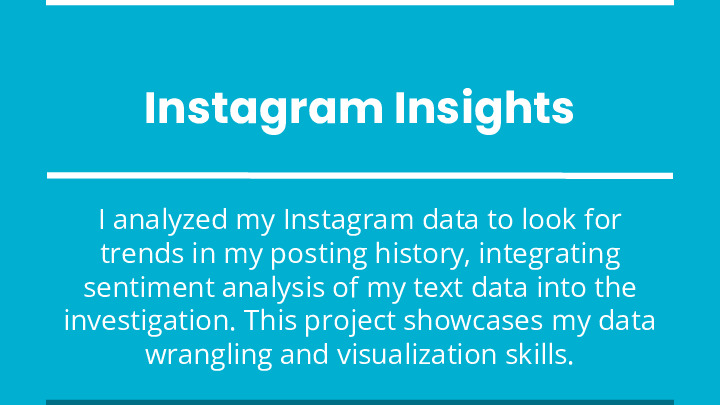 Instagram Insights
I analyzed my Instagram data to look for
trends in my posting history, integrating
sentiment analysis of my text data into the
investigation. This project showcases my data
wrangling and visualization skills.